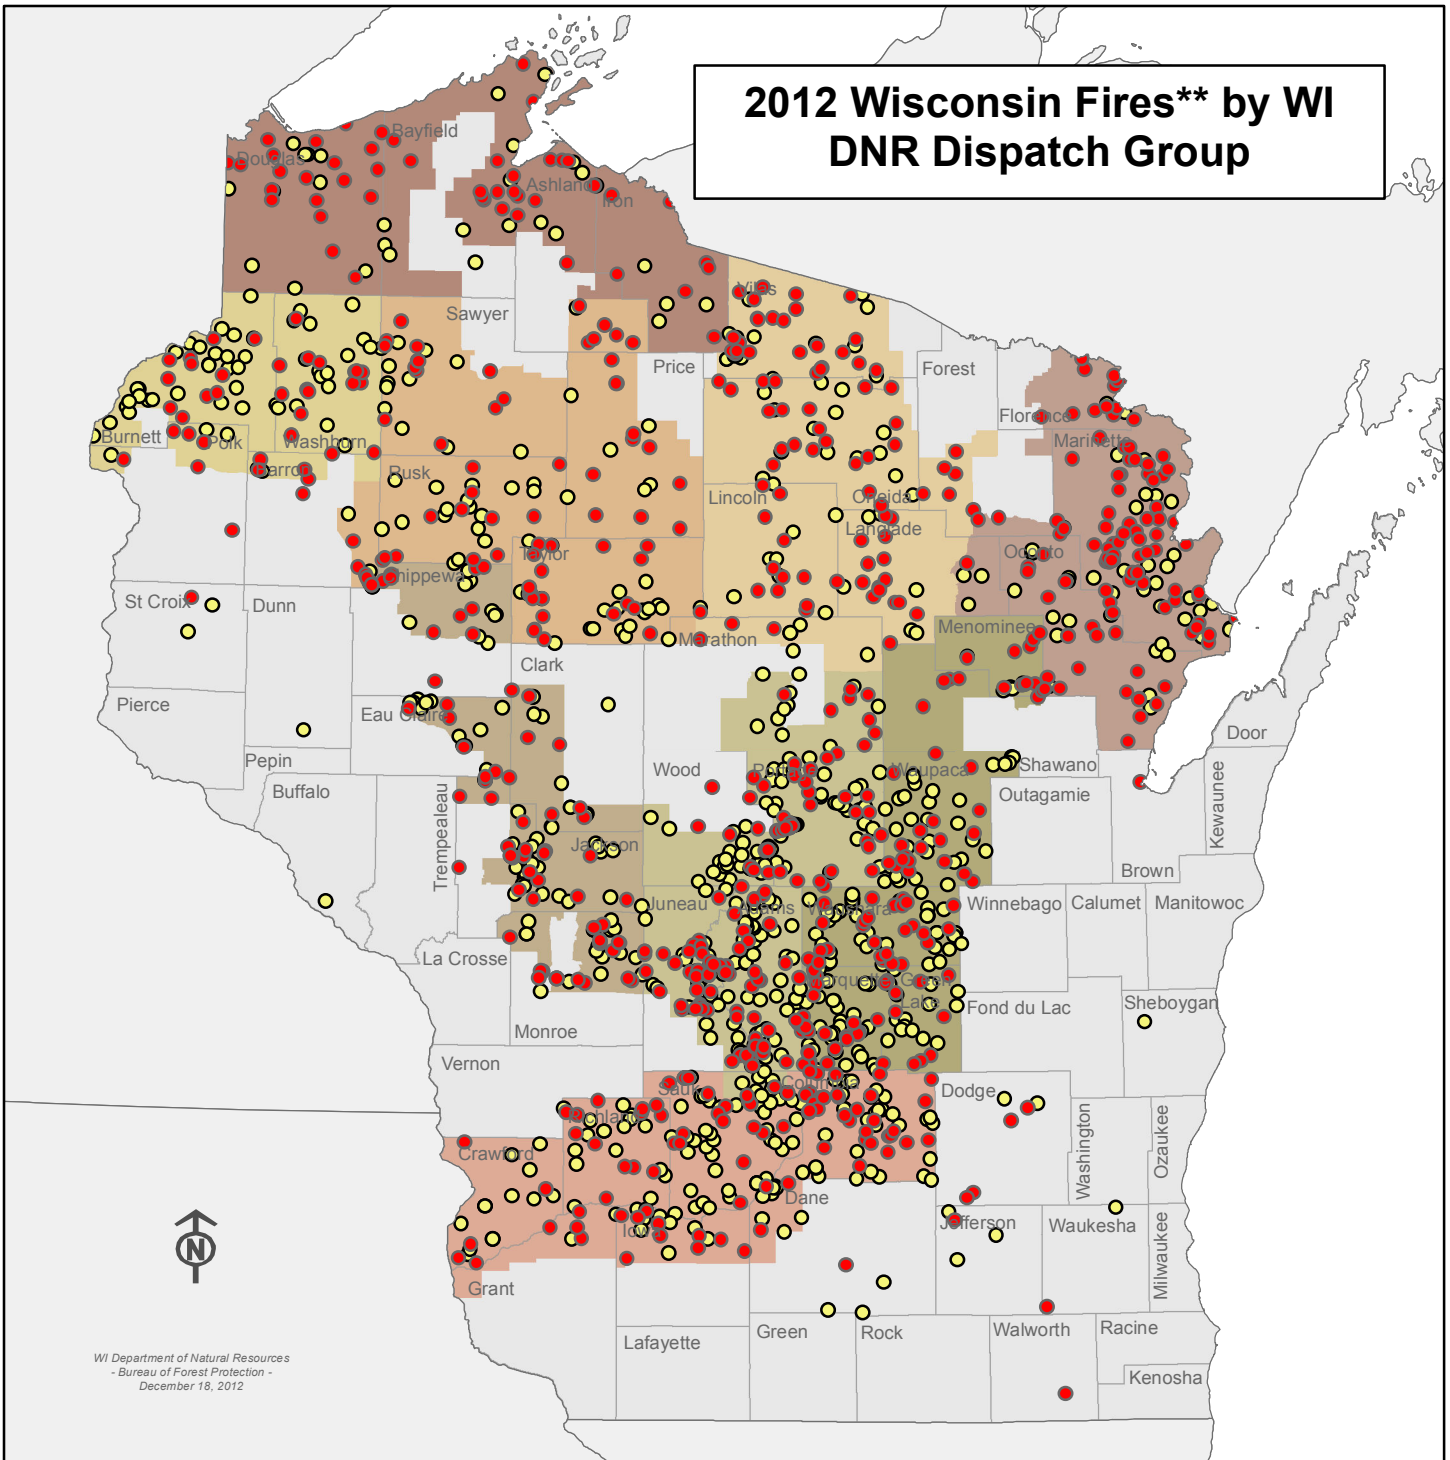 2012 Wisconsin Fires** by WI
DNR Dispatch Group
Bayfield
Douglas
Ashland
Iron
Vilas
Sawyer
Price
Forest
Florence
Burnett
Polk
Washburn
Marinette
Barron
Rusk
Lincoln
Oneida
Langlade
Taylor
Oconto
Chippewa
St Croix
Dunn
Menominee
Marathon
Clark
Pierce
Eau Claire
Door
Pepin
Wood
Portage
Waupaca
Shawano
Buffalo
Outagamie
Trempealeau
Kewaunee
Jackson
Brown
Juneau
Adams
Waushara
Winnebago
Calumet
Manitowoc
La Crosse
Marquette
Green
Lake
Fond du Lac
Sheboygan
Monroe
Vernon
Sauk
Columbia
Dodge
Richland
Crawford
Washington
Ozaukee
Dane
Iowa
Jefferson
Waukesha
Milwaukee
N
Grant
Lafayette
Green
Rock
Walworth
Racine
Kenosha
WI Department of Natural Resources
- Bureau of Forest Protection -
December 18, 2012